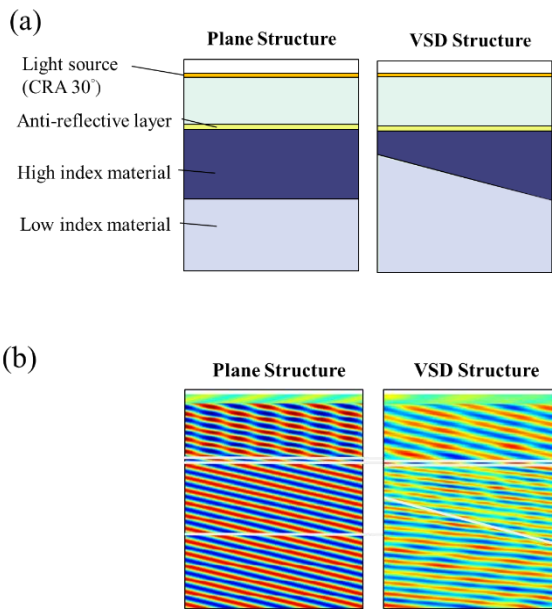 (a)
Plane Structure
VSD Structure
Light source
(CRA 30°)
Anti-reflective layer
High index material
Low index material
(b)
Plane Structure
VSD Structure